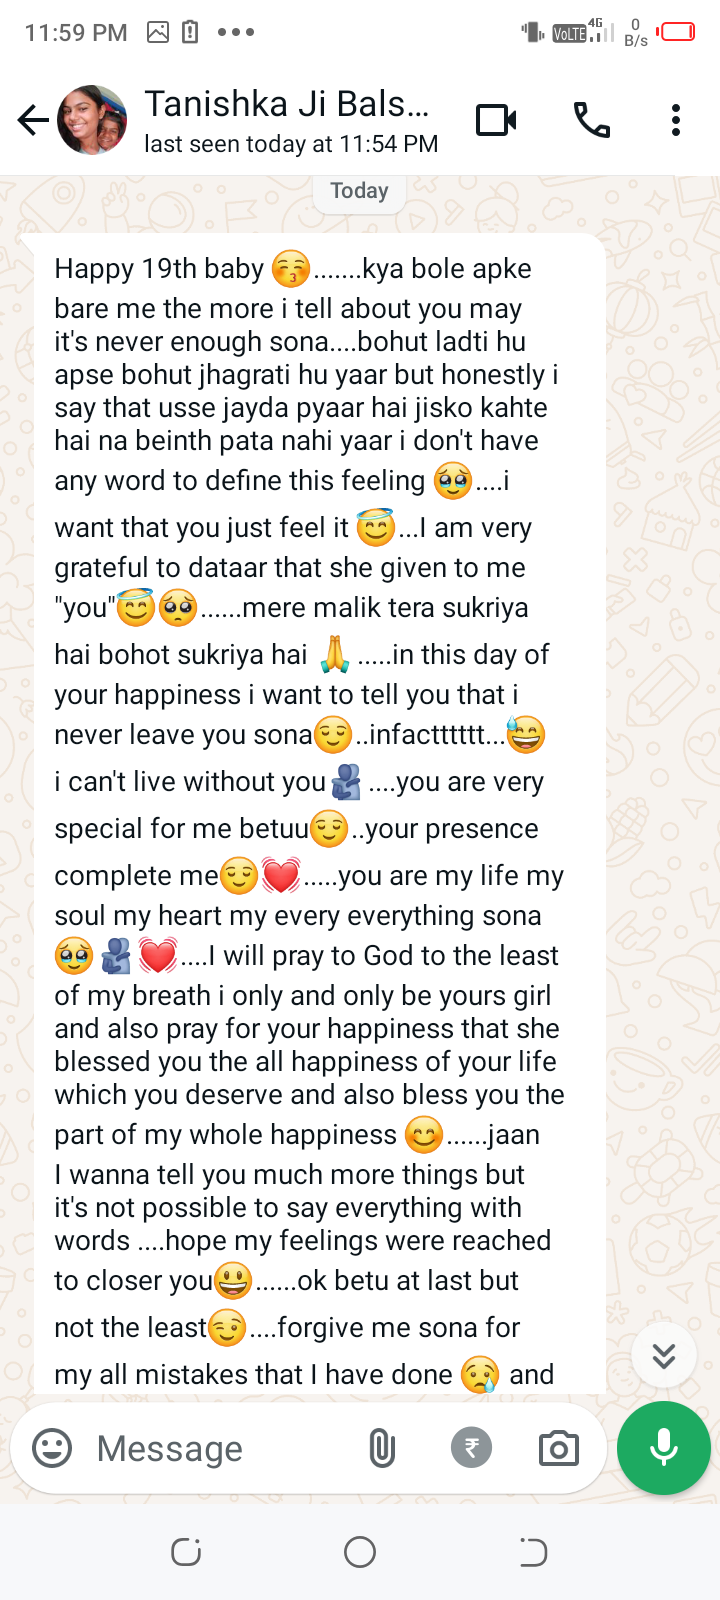 11:59 PM
VoLTE 4G 0 B/s
Tanishka Ji Bals...
last seen today at 11:54 PM
Today
Happy 19th baby 😚.......kya bole apke
bare me the more i tell about you may
it's never enough sona....bohut ladti hu
apse bohut jhagrati hu yaar but honestly i
say that usse jayda pyaar hai jisko kahte
hai na beinth pata nahi yaar i don't have
any word to define this feeling 🥹....i
want that you just feel it 😇...I am very
grateful to dataar that she given to me
"you"😇🥺......mere malik tera sukriya
hai bohot sukriya hai 🙏.....in this day of
your happiness i want to tell you that i
never leave you sona😌..infactttttt...😅
i can't live without you🫂....you are very
special for me betuu😌..your presence
complete me😌💓.....you are my life my
soul my heart my every everything sona
🥹🫂💓....I will pray to God to the least
of my breath i only and only be yours girl
and also pray for your happiness that she
blessed you the all happiness of your life
which you deserve and also bless you the
part of my whole happiness 😊......jaan
I wanna tell you much more things but
it's not possible to say everything with
words ....hope my feelings were reached
to closer you😃......ok betu at last but
not the least😉....forgive me sona for
my all mistakes that I have done 😢 and
Message
₹